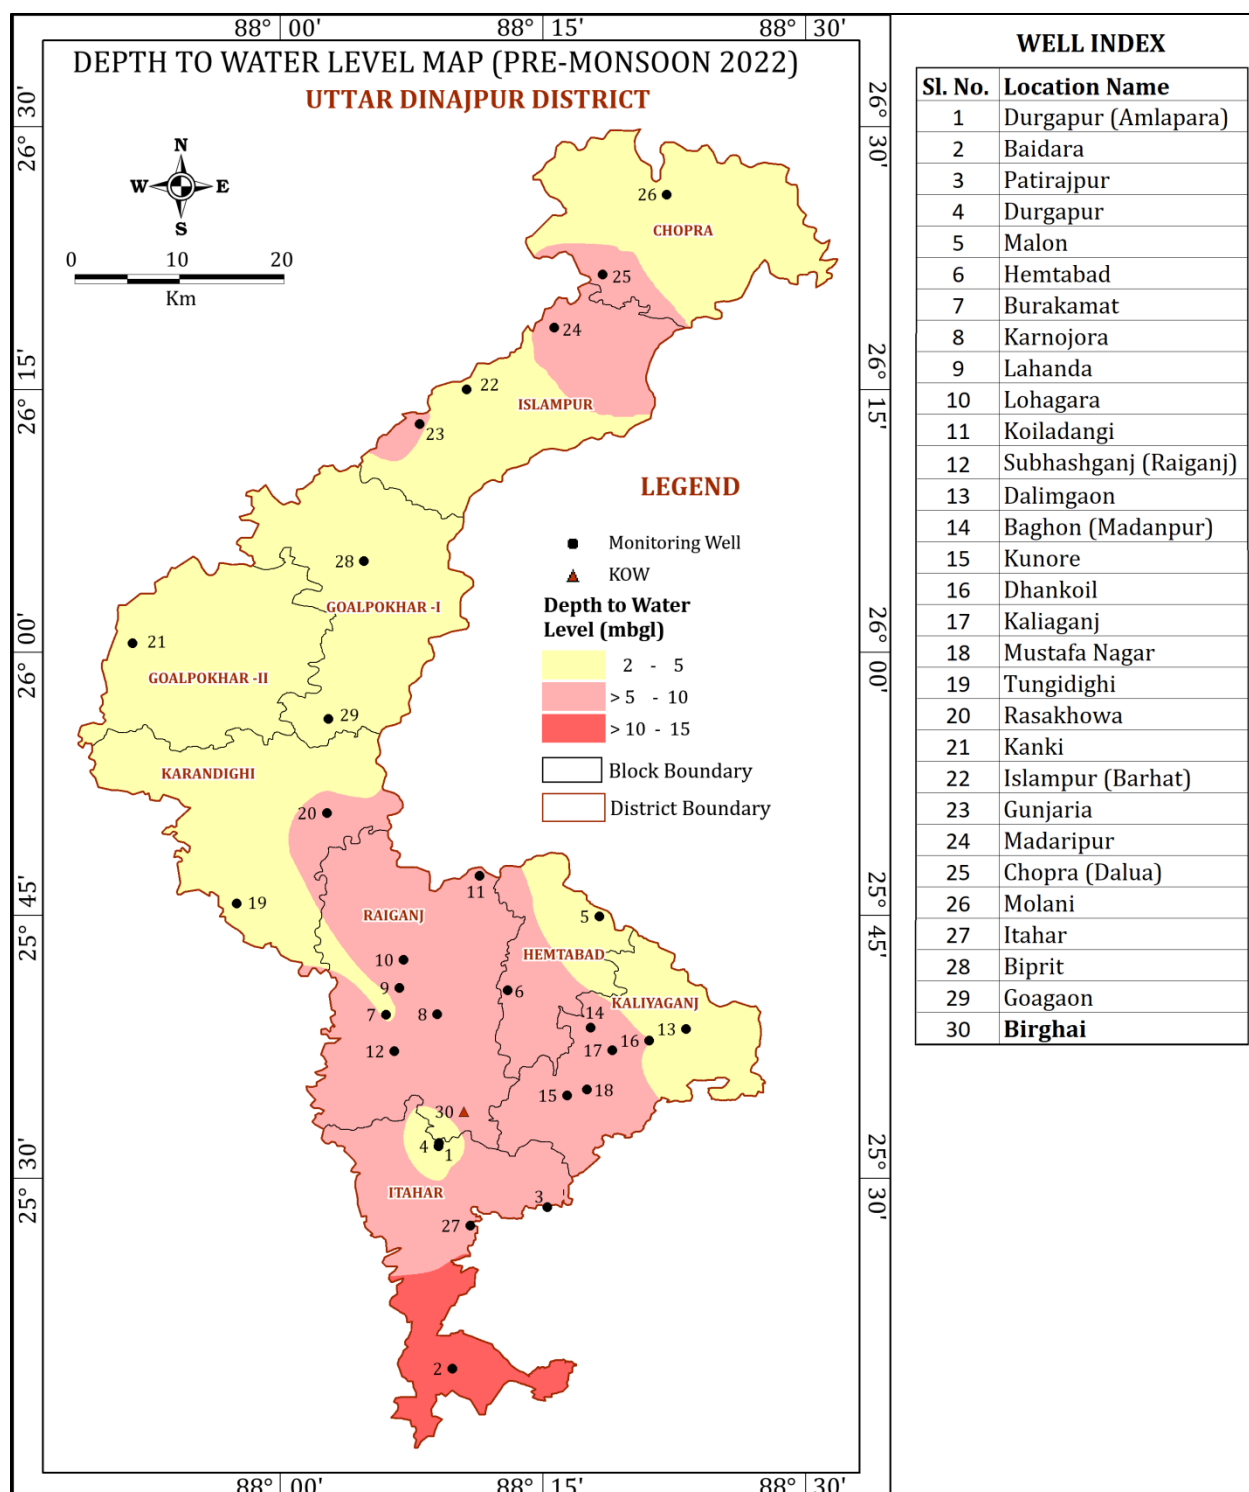 88° 00' 88° 15' 88° 30'
DEPTH TO WATER LEVEL MAP (PRE-MONSOON 2022)
UTTAR DINAJPUR DISTRICT
26° 30'
26° 30'
N
W E
S
0 10 20
Km
26
CHOPRA
25
24
26° 15'
26° 15'
22
ISLAMPUR
23
LEGEND
Monitoring Well
KOW
Depth to Water
Level (mbgl)
2 - 5
> 5 - 10
> 10 - 15
Block Boundary
District Boundary
28
GOALPOKHAR -I
26° 00'
26° 00'
21
GOALPOKHAR -II
29
KARANDIGHI
20
11
19
RAIGANJ
5
25° 45'
25° 45'
HEMTABAD
10
9
6
KALIYAGANJ
7
8
14
13
16
12
17
15
18
30
4
1
25° 30'
25° 30'
ITAHAR
3
27
2
88° 00' 88° 15' 88° 30'
WELL INDEX
Sl. No. Location Name
1 Durgapur (Amlapara)
2 Baidara
3 Patirajpur
4 Durgapur
5 Malon
6 Hemtabad
7 Burakamat
8 Karnojora
9 Lahanda
10 Lohagara
11 Koiladangi
12 Subhashganj (Raiganj)
13 Dalimgaon
14 Baghon (Madanpur)
15 Kunore
16 Dhankoil
17 Kaliaganj
18 Mustafa Nagar
19 Tungidighi
20 Rasakhowa
21 Kanki
22 Islampur (Barhat)
23 Gunjaria
24 Madaripur
25 Chopra (Dalua)
26 Molani
27 Itahar
28 Biprit
29 Goagaon
30 Birghai